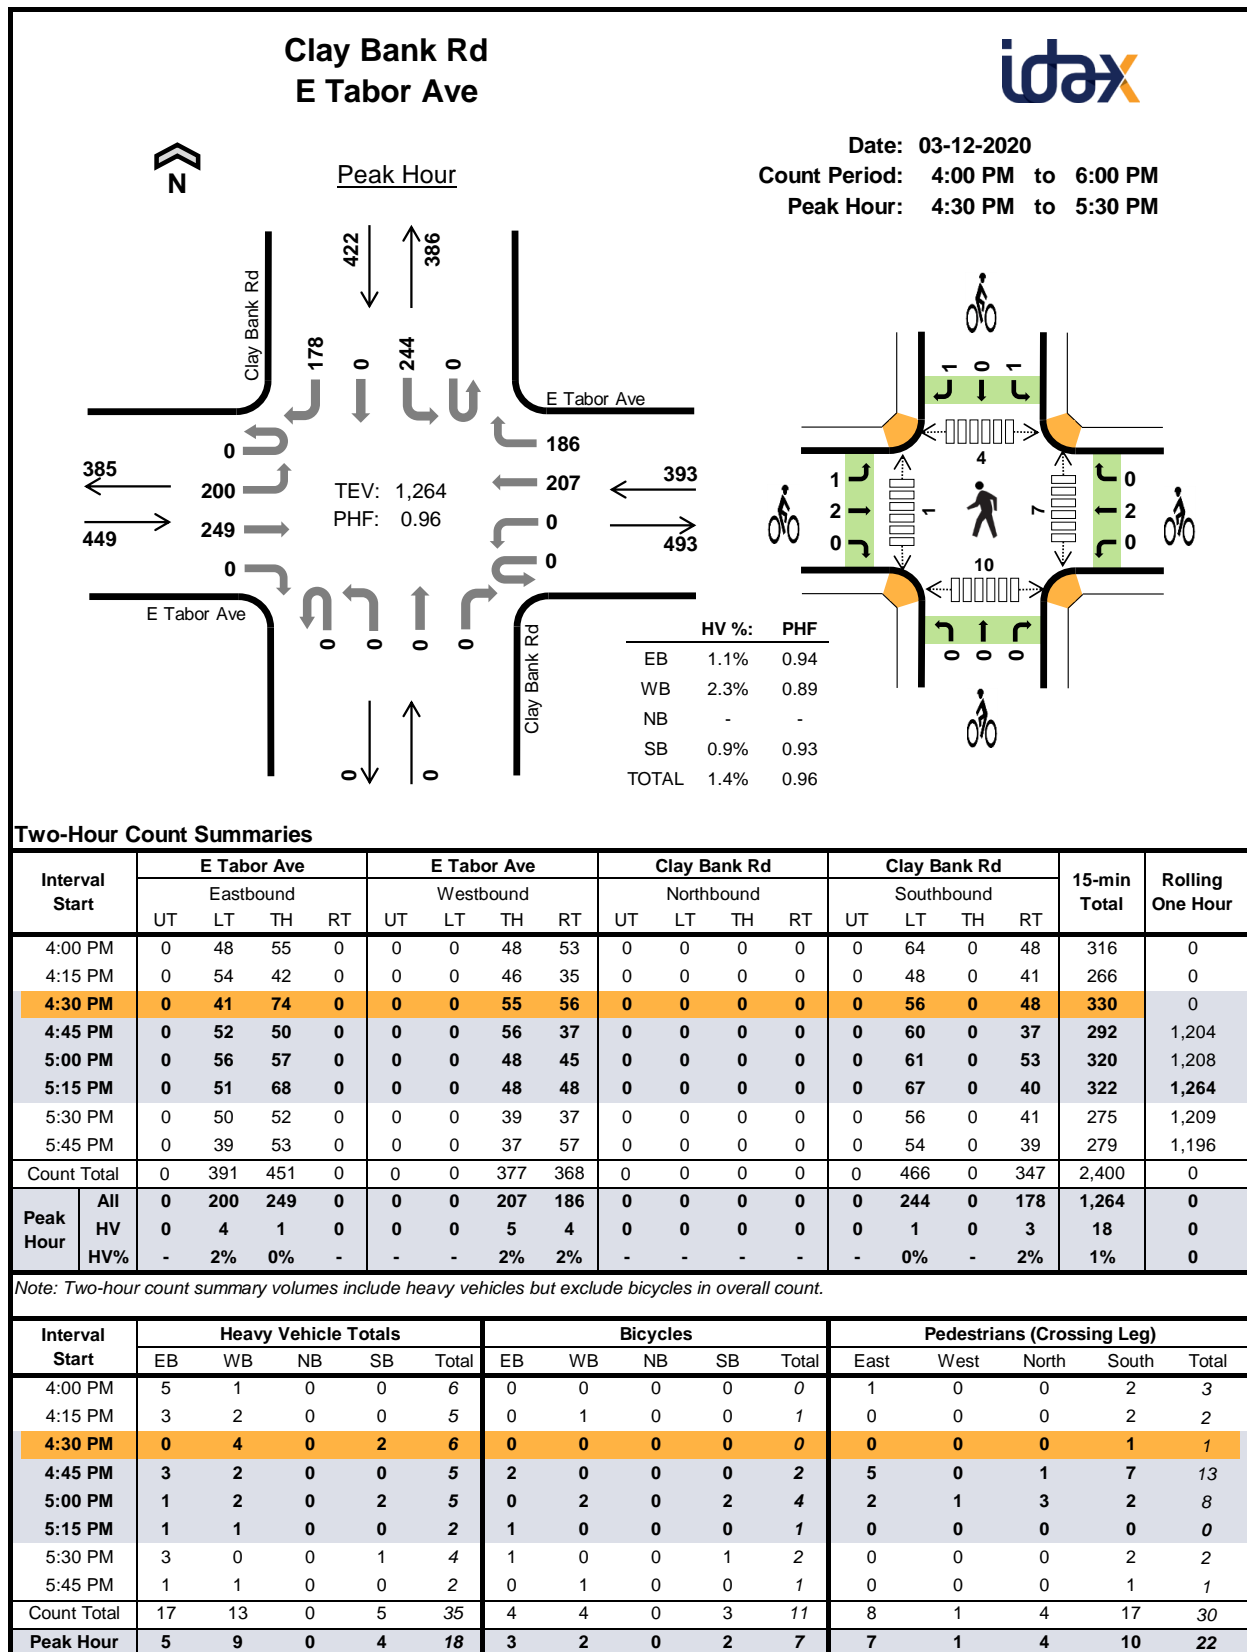 Clay Bank Rd
E Tabor Ave
idax
Date: 03-12-2020
Count Period: 4:00 PM to 6:00 PM
Peak Hour: 4:30 PM to 5:30 PM
N
Peak Hour
422 386
Clay Bank Rd
178 0 244 0
E Tabor Ave
0
186
385
200
TEV: 1,264
207
393
449
249
PHF: 0.96
0
493
0
0
E Tabor Ave
0 0 0 0
Clay Bank Rd
0 0
1 0 1
4
1
2
0
1
7
0
2
0
10
0 0 0
HV %: PHF
EB 1.1% 0.94
WB 2.3% 0.89
NB - -
SB 0.9% 0.93
TOTAL 1.4% 0.96
Two-Hour Count Summaries
Interval Start E Tabor Ave E Tabor Ave Clay Bank Rd Clay Bank Rd 15-min Total Rolling One Hour
Eastbound Westbound Northbound Southbound
UT LT TH RT UT LT TH RT UT LT TH RT UT LT TH RT
4:00 PM 0 48 55 0 0 0 48 53 0 0 0 0 0 64 0 48 316 0
4:15 PM 0 54 42 0 0 0 46 35 0 0 0 0 0 48 0 41 266 0
4:30 PM 0 41 74 0 0 0 55 56 0 0 0 0 0 56 0 48 330 0
4:45 PM 0 52 50 0 0 0 56 37 0 0 0 0 0 60 0 37 292 1,204
5:00 PM 0 56 57 0 0 0 48 45 0 0 0 0 0 61 0 53 320 1,208
5:15 PM 0 51 68 0 0 0 48 48 0 0 0 0 0 67 0 40 322 1,264
5:30 PM 0 50 52 0 0 0 39 37 0 0 0 0 0 56 0 41 275 1,209
5:45 PM 0 39 53 0 0 0 37 57 0 0 0 0 0 54 0 39 279 1,196
Count Total 0 391 451 0 0 0 377 368 0 0 0 0 0 466 0 347 2,400 0
Peak Hour All 0 200 249 0 0 0 207 186 0 0 0 0 0 244 0 178 1,264 0
HV 0 4 1 0 0 0 5 4 0 0 0 0 0 1 0 3 18 0
HV% - 2% 0% - - - 2% 2% - - - - - 0% - 2% 1% 0
Note: Two-hour count summary volumes include heavy vehicles but exclude bicycles in overall count.
Interval Start Heavy Vehicle Totals Bicycles Pedestrians (Crossing Leg)
EB WB NB SB Total EB WB NB SB Total East West North South Total
4:00 PM 5 1 0 0 6 0 0 0 0 0 1 0 0 2 3
4:15 PM 3 2 0 0 5 0 1 0 0 1 0 0 0 2 2
4:30 PM 0 4 0 2 6 0 0 0 0 0 0 0 0 1 1
4:45 PM 3 2 0 0 5 2 0 0 0 2 5 0 1 7 13
5:00 PM 1 2 0 2 5 0 2 0 2 4 2 1 3 2 8
5:15 PM 1 1 0 0 2 1 0 0 0 1 0 0 0 0 0
5:30 PM 3 0 0 1 4 1 0 0 1 2 0 0 0 2 2
5:45 PM 1 1 0 0 2 0 1 0 0 1 0 0 0 1 1
Count Total 17 13 0 5 35 4 4 0 3 11 8 1 4 17 30
Peak Hour 5 9 0 4 18 3 2 0 2 7 7 1 4 10 22